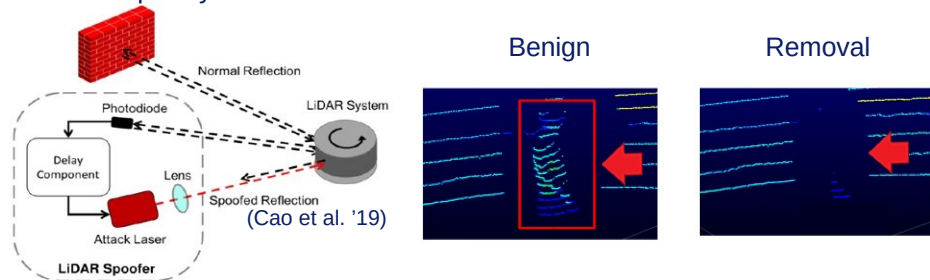 Normal Reflection
Photodiode
LiDAR System
Delay
Component
Lens
Spoofed Reflection
(Cao et al. '19)
Attack Laser
LiDAR Spoofer
Benign
Removal